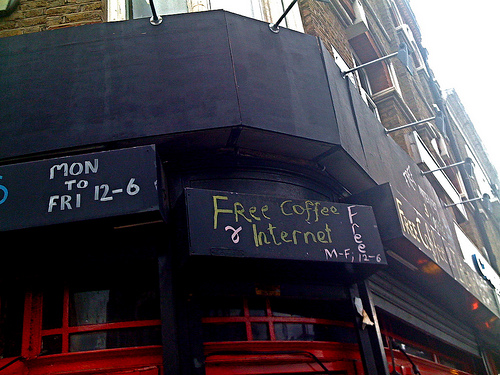 MON
TO
FRI 12-6
FRee Coffee
& Internet
Free
M-F, 12-6